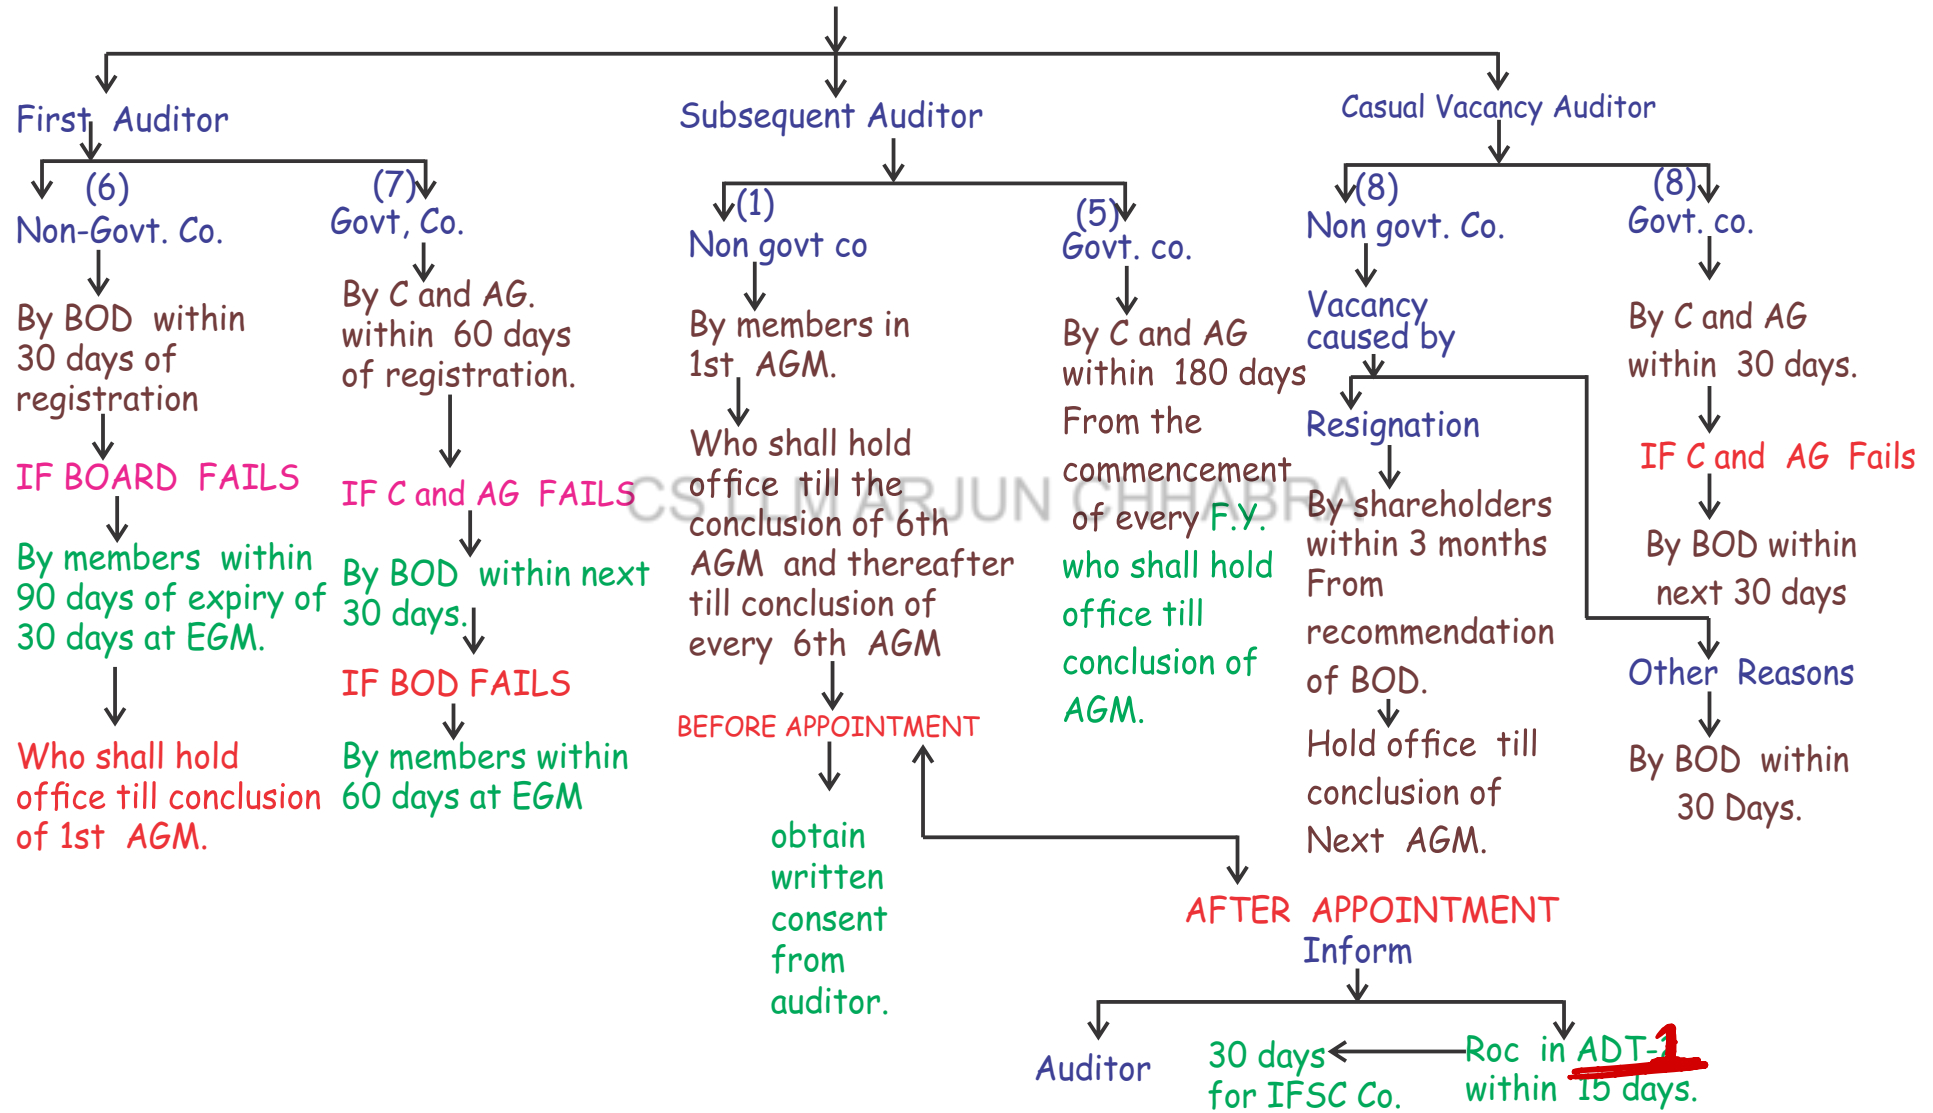 First Auditor
(6)
Non-Govt. Co.
By BOD within
30 days of
registration
IF BOARD FAILS
By members within
90 days of expiry of
30 days at EGM.
Who shall hold
office till conclusion
of 1st AGM.
(7)
Govt, Co.
By C and AG.
within 60 days
of registration.
IF C and AG FAILS
By BOD within next
30 days.
IF BOD FAILS
By members within
60 days at EGM
Subsequent Auditor
(1)
Non govt co
By members in
1st AGM.
Who shall hold
office till the
conclusion of 6th
AGM and thereafter
till conclusion of
every 6th AGM
BEFORE APPOINTMENT
obtain
written
consent
from
auditor.
(5)
Govt. co.
By C and AG
within 180 days
From the
commencement
of every F.Y.
who shall hold
office till
conclusion of
AGM.
Casual Vacancy Auditor
(8)
Non govt. Co.
Vacancy
caused by
Resignation
By shareholders
within 3 months
From
recommendation
of BOD.
Hold office till
conclusion of
Next AGM.
(8)
Govt. co.
By C and AG
within 30 days.
IF C and AG Fails
By BOD within
next 30 days
Other Reasons
By BOD within
30 Days.
AFTER APPOINTMENT
Inform
Auditor
Roc in ADT-1
within 15 days.
30 days
for IFSC Co.
CS LLM ARJUN CHHABRA